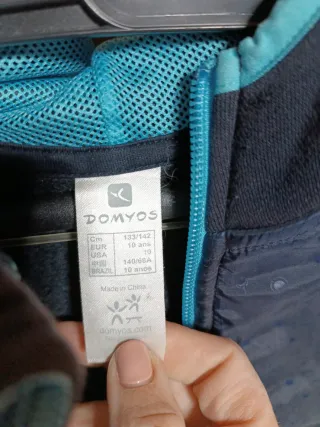 DOMYOS
Cm 133/142
EUR 10 ans
USA 10
中国 140/68A
BRAZIL 10 anos
Made in China
domyos.com